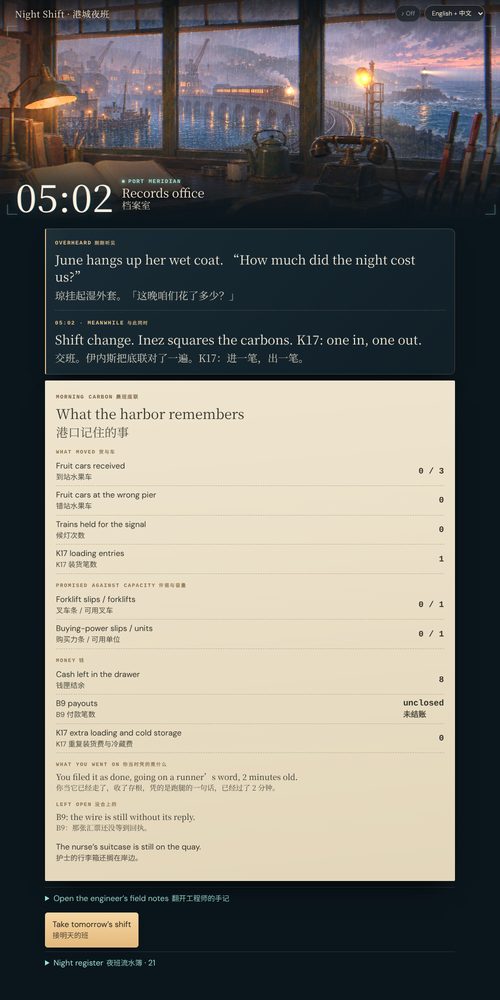 Night Shift · 港城夜班
♪ Off
English + 中文
05:02
PORT MERIDIAN
Records office
档案室
OVERHEARD 刚刚听见
June hangs up her wet coat. “How much did the night cost
us?”
琼挂起湿外套。「这晚咱们花了多少？」
05:02 · MEANWHILE 与此同时
Shift change. Inez squares the carbons. K17: one in, one out.
交班。伊内斯把底联对了一遍。K17：进一笔，出一笔。
MORNING CARBON 晨班底联
What the harbor remembers
港口记住的事
WHAT MOVED 货与车
Fruit cars received
到站水果车
0 / 3
Fruit cars at the wrong pier
错站水果车
0
Trains held for the signal
候灯次数
0
K17 loading entries
K17 装货笔数
1
PROMISED AGAINST CAPACITY 许诺与容量
Forklift slips / forklifts
叉车条 / 可用叉车
0 / 1
Buying-power slips / units
购买力条 / 可用单位
0 / 1
MONEY 钱
Cash left in the drawer
钱匣结余
8
B9 payouts
B9 付款笔数
unclosed
未结账
K17 extra loading and cold storage
K17 重复装货费与冷藏费
0
WHAT YOU WENT ON 你当时凭的是什么
You filed it as done, going on a runner’s word, 2 minutes old.
你当它已经走了，收了存根，凭的是跑腿的一句话，已经过了 2 分钟。
LEFT OPEN 没合上的
B9: the wire is still without its reply.
B9：那张汇票还没等到回执。
The nurse’s suitcase is still on the quay.
护士的行李箱还搁在岸边。
Open the engineer’s field notes 翻开工程师的手记
Take tomorrow’s shift
接明天的班
Night register 夜班流水簿 · 21